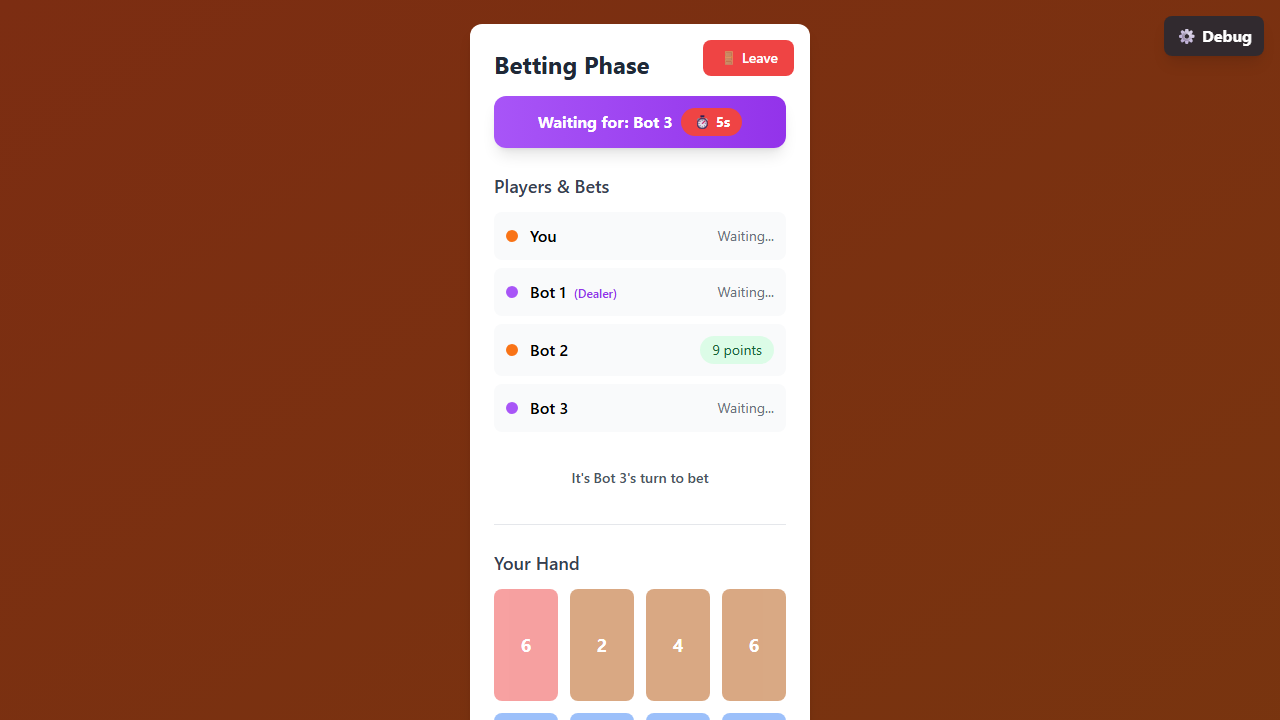 Betting Phase
🚪 Leave
⚙️ Debug
Waiting for: Bot 3 ⏱️ 5s
Players & Bets
You Waiting...
Bot 1 (Dealer) Waiting...
Bot 2 9 points
Bot 3 Waiting...
It's Bot 3's turn to bet
Your Hand
6 2 4 6